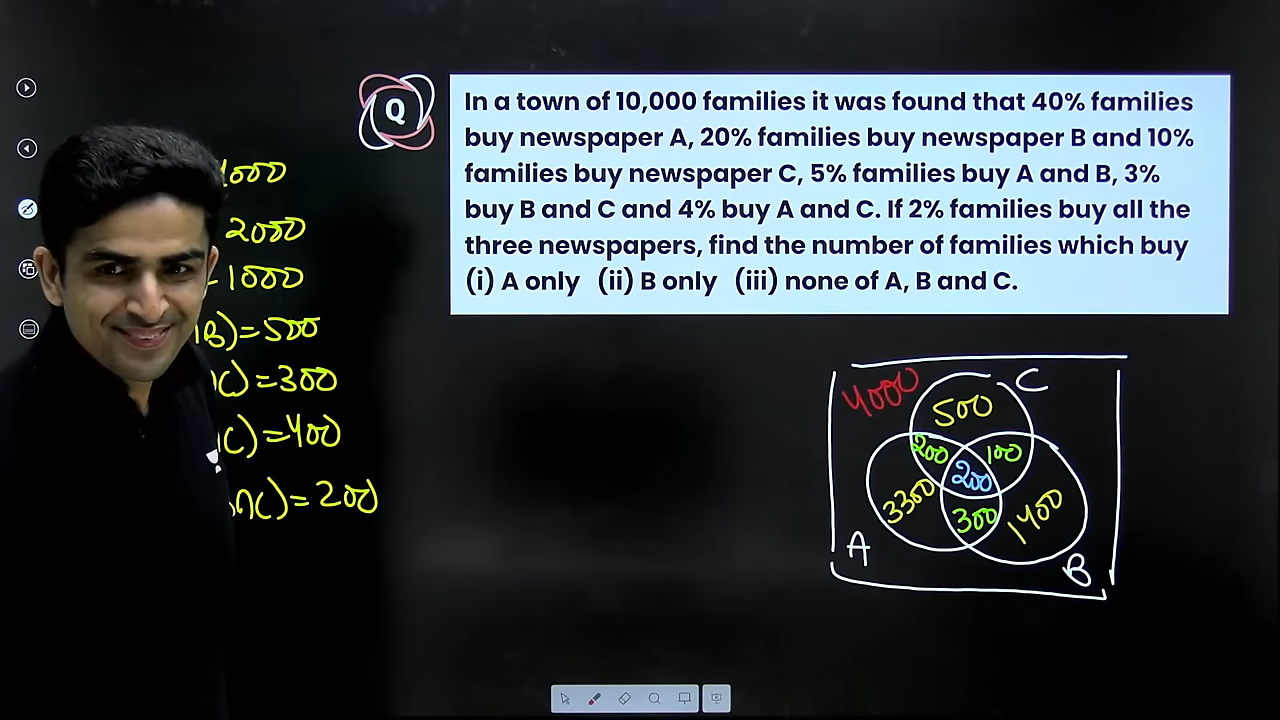 Q
In a town of 10,000 families it was found that 40% families
buy newspaper A, 20% families buy newspaper B and 10%
families buy newspaper C, 5% families buy A and B, 3%
buy B and C and 4% buy A and C. If 2% families buy all the
three newspapers, find the number of families which buy
(i) A only (ii) B only (iii) none of A, B and C.
000
2000
- 1000
B)=500
C)=300
C)=400
∩C)=200
4000
C
500
200
100
200
3300
300
1400
A
B